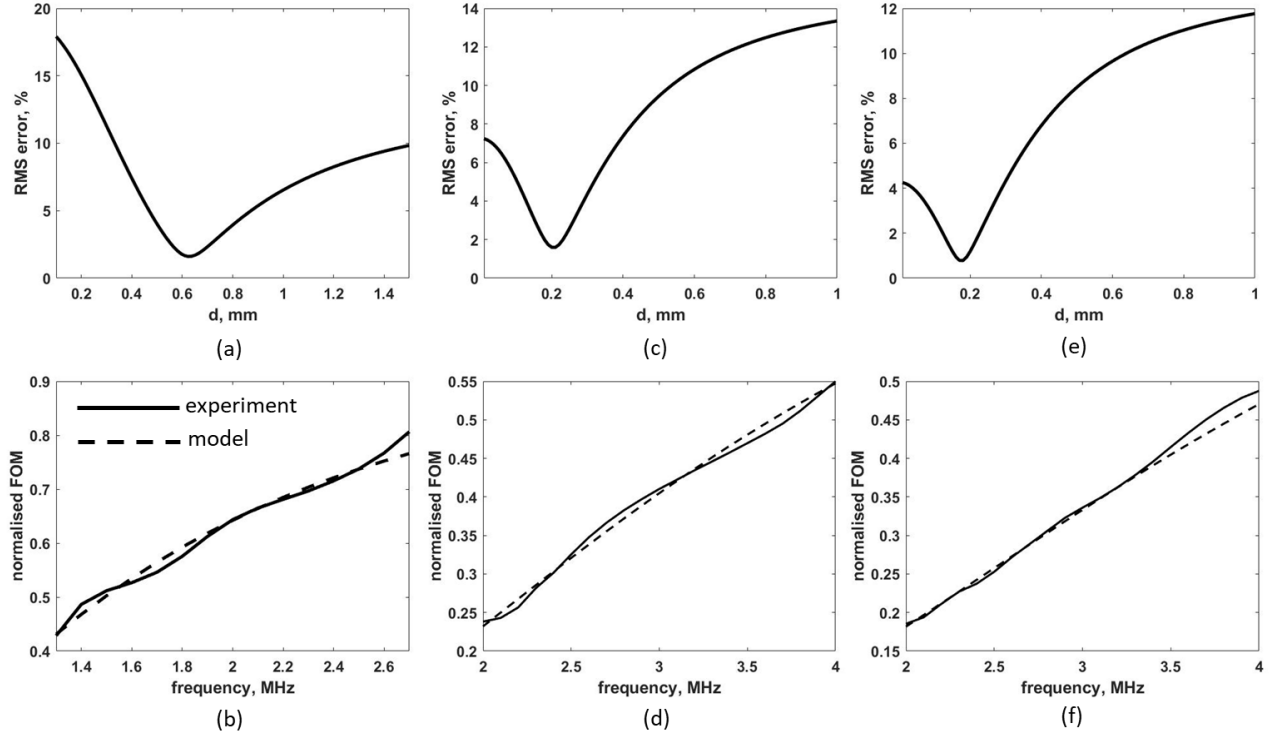 20
15
10
5
0
RMS error, %
0.2 0.4 0.6 0.8 1 1.2 1.4
d, mm
(a)
14
12
10
8
6
4
2
0
RMS error, %
0.2 0.4 0.6 0.8 1
d, mm
(c)
12
10
8
6
4
2
0
RMS error, %
0.2 0.4 0.6 0.8 1
d, mm
(e)
0.9
0.8
0.7
0.6
0.5
0.4
normalised FOM
experiment
model
1.4 1.6 1.8 2 2.2 2.4 2.6
frequency, MHz
(b)
0.55
0.5
0.45
0.4
0.35
0.3
0.25
0.2
normalised FOM
2 2.5 3 3.5 4
frequency, MHz
(d)
0.5
0.45
0.4
0.35
0.3
0.25
0.2
0.15
normalised FOM
2 2.5 3 3.5 4
frequency, MHz
(f)